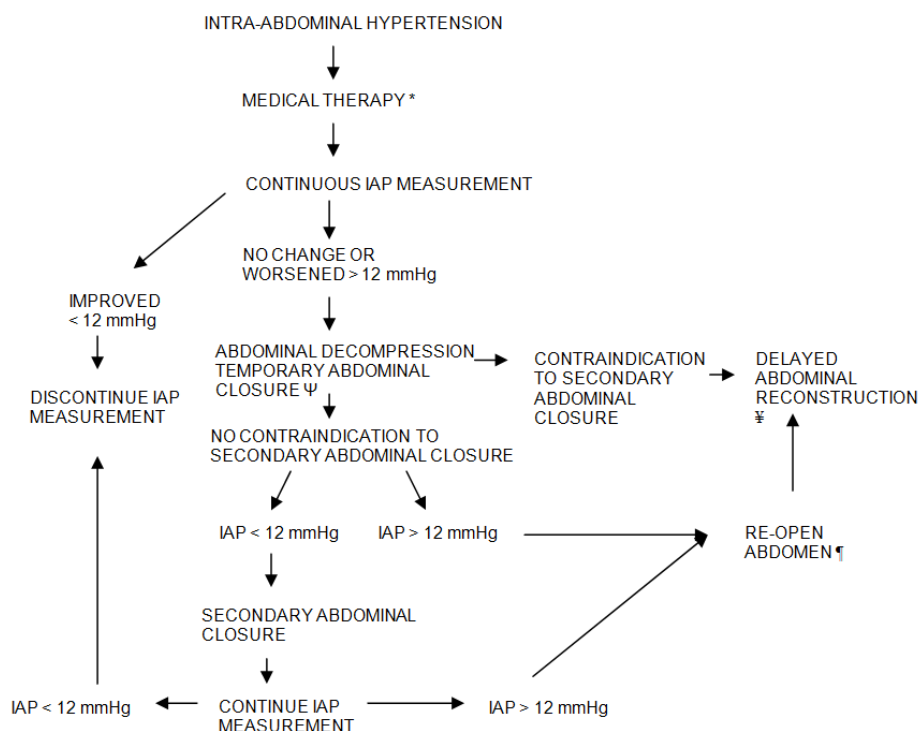 INTRA-ABDOMINAL HYPERTENSION
MEDICAL THERAPY *
CONTINUOUS IAP MEASUREMENT
NO CHANGE OR
WORSENED > 12 mmHg
IMPROVED
< 12 mmHg
ABDOMINAL DECOMPRESSION
TEMPORARY ABDOMINAL
CLOSURE Ψ
CONTRAINDICATION
TO SECONDARY
ABDOMINAL
CLOSURE
DELAYED
ABDOMINAL
RECONSTRUCTION
¥
DISCONTINUE IAP
MEASUREMENT
NO CONTRAINDICATION TO
SECONDARY ABDOMINAL CLOSURE
IAP < 12 mmHg
IAP > 12 mmHg
RE-OPEN
ABDOMEN ¶
SECONDARY ABDOMINAL
CLOSURE
IAP < 12 mmHg
CONTINUE IAP
MEASUREMENT
IAP > 12 mmHg